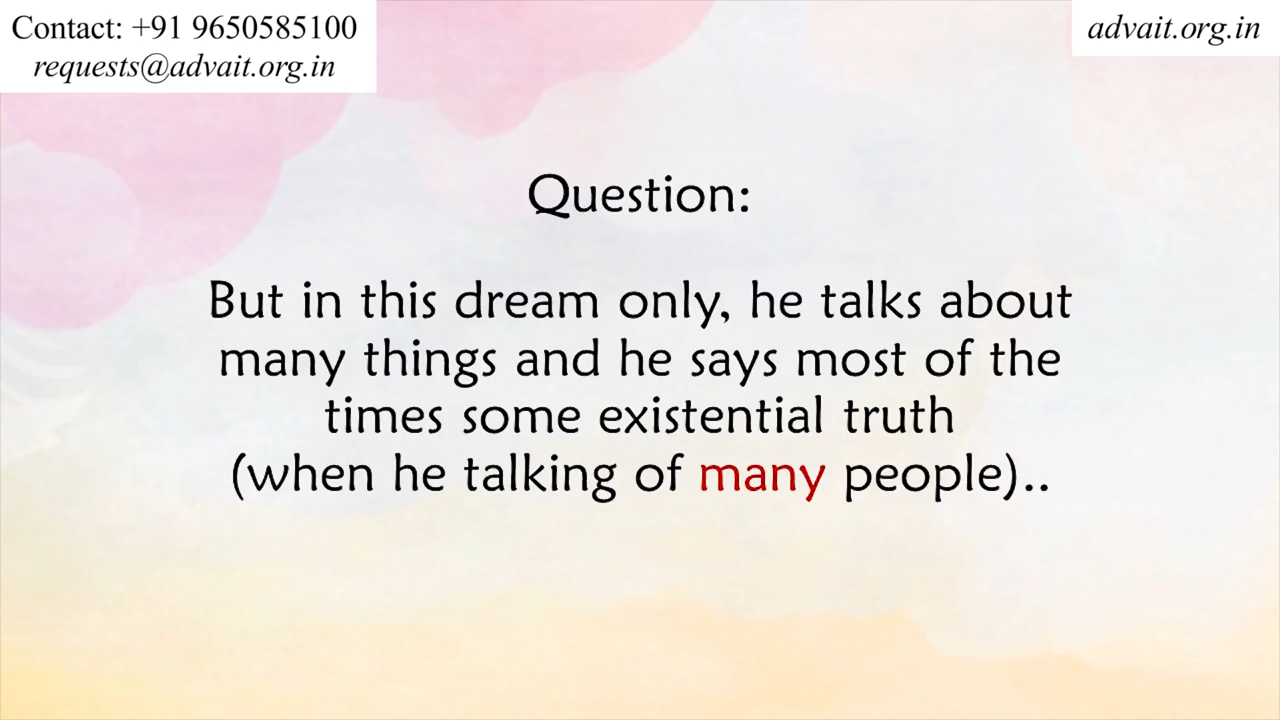 Contact: +91 9650585100
requests@advait.org.in
advait.org.in
Question:
But in this dream only, he talks about
many things and he says most of the
times some existential truth
(when he talking of many people)..